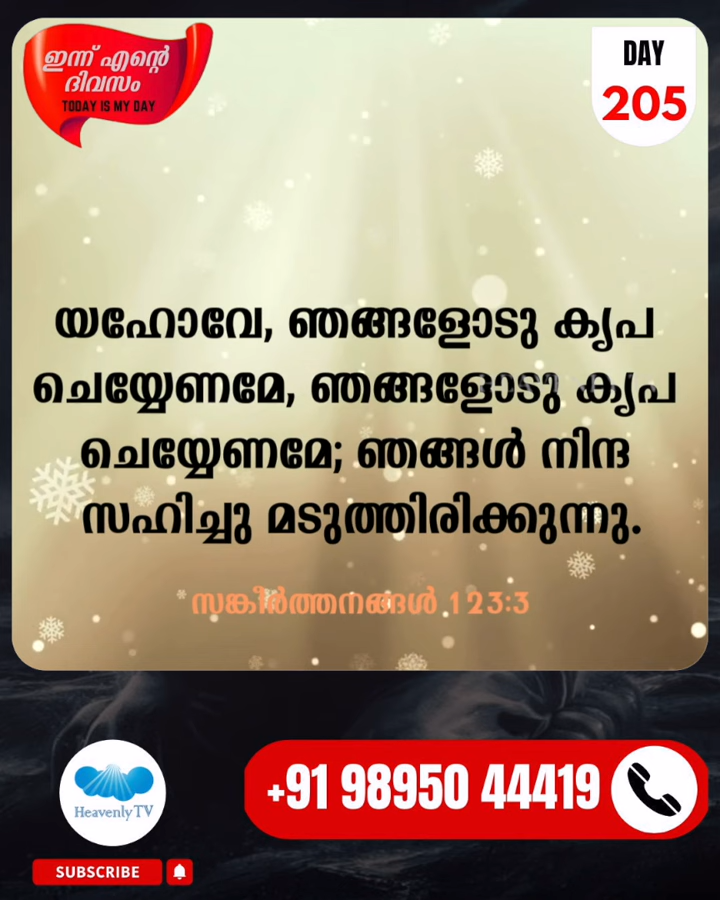 ഇന്ന് എന്റെ
ദിവസം
TODAY IS MY DAY
DAY
205
യഹോവേ, ഞങ്ങളോടു കൃപ
ചെയ്യേണമേ, ഞങ്ങളോടു കൃപ
ചെയ്യേണമേ; ഞങ്ങൾ നിന്ദ
സഹിച്ചു മടുത്തിരിക്കുന്നു.
സങ്കീർത്തനങ്ങൾ 123:3
+91 98950 44419
Heavenly TV
SUBSCRIBE